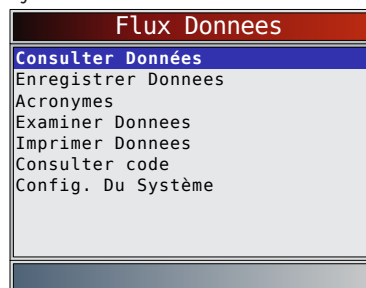 Flux Donnees
Consulter Données
Enregistrer Donnees
Acronymes
Examiner Donnees
Imprimer Donnees
Consulter code
Config. Du Système